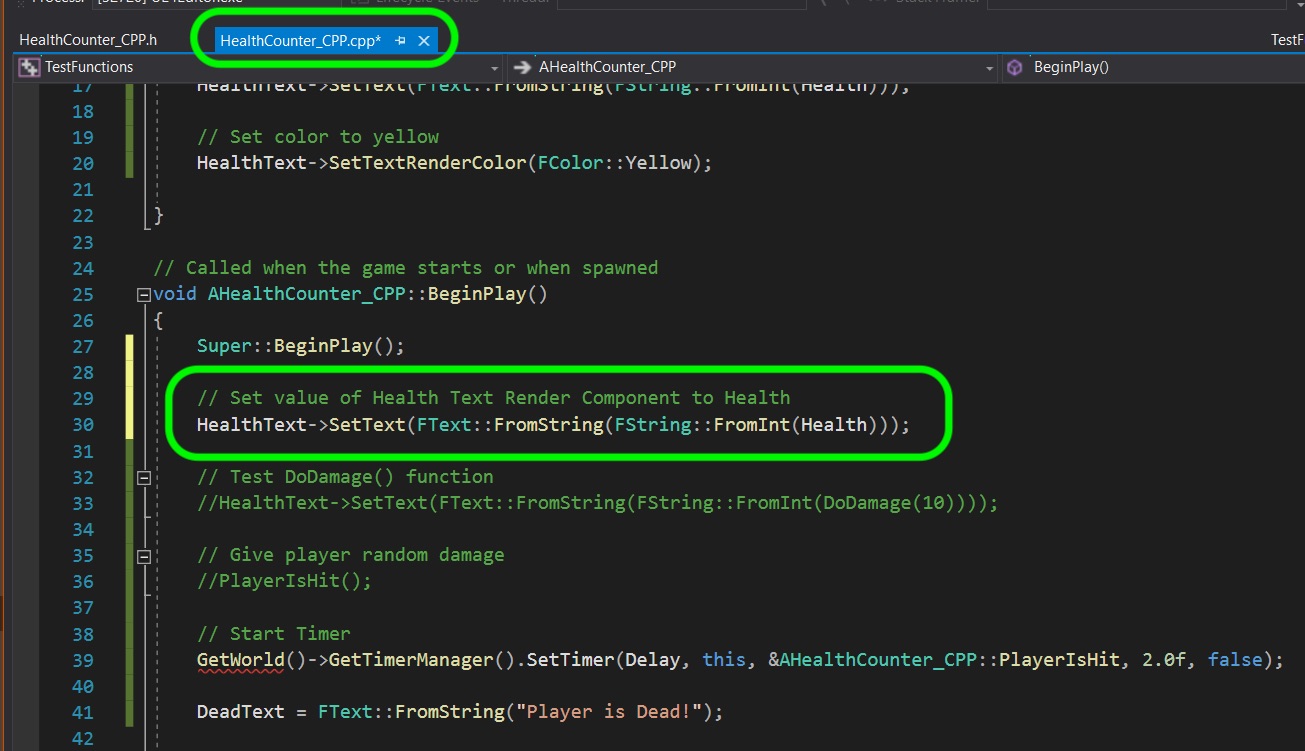 HealthCounter_CPP.h HealthCounter_CPP.cpp* TestF
TestFunctions AHealthCounter_CPP BeginPlay()
17 HealthText->SetText(FText::FromString(FString::FromInt(Health)));
18
19 // Set color to yellow
20 HealthText->SetTextRenderColor(FColor::Yellow);
21
22 }
23
24 // Called when the game starts or when spawned
25 void AHealthCounter_CPP::BeginPlay()
26 {
27 Super::BeginPlay();
28
29 // Set value of Health Text Render Component to Health
30 HealthText->SetText(FText::FromString(FString::FromInt(Health)));
31
32 // Test DoDamage() function
33 //HealthText->SetText(FText::FromString(FString::FromInt(DoDamage(10))));
34
35 // Give player random damage
36 //PlayerIsHit();
37
38 // Start Timer
39 GetWorld()->GetTimerManager().SetTimer(Delay, this, &AHealthCounter_CPP::PlayerIsHit, 2.0f, false);
40
41 DeadText = FText::FromString("Player is Dead!");
42